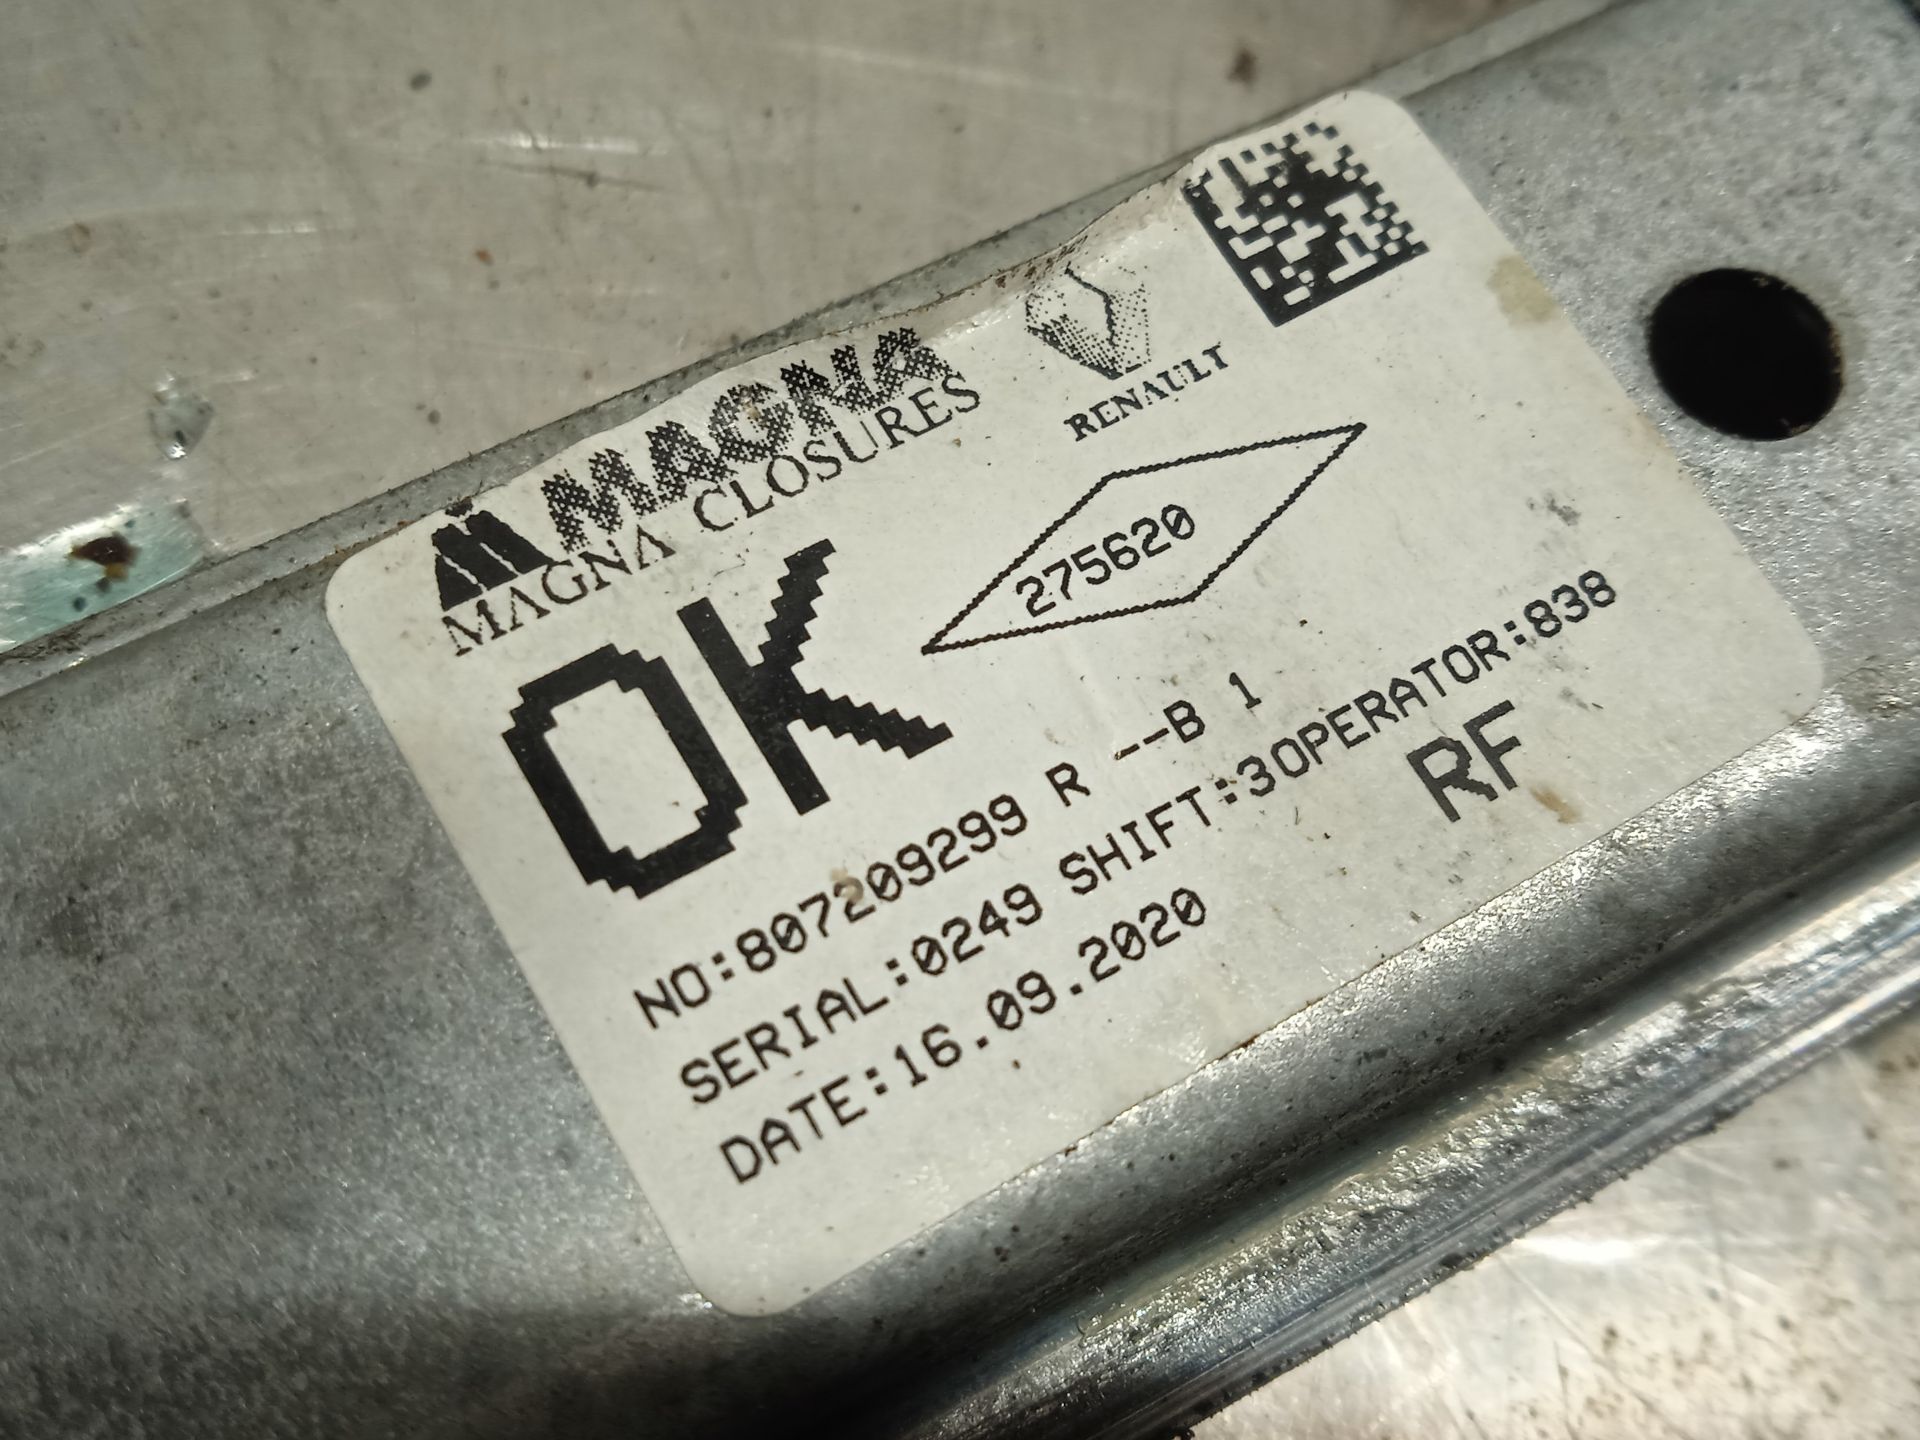 MAGNA
MAGNA CLOSURES
RENAULT
OK
275620
NO:807209299 R --B 1
SERIAL:0249 SHIFT:3OPERATOR:838
DATE:16.09.2020
RF